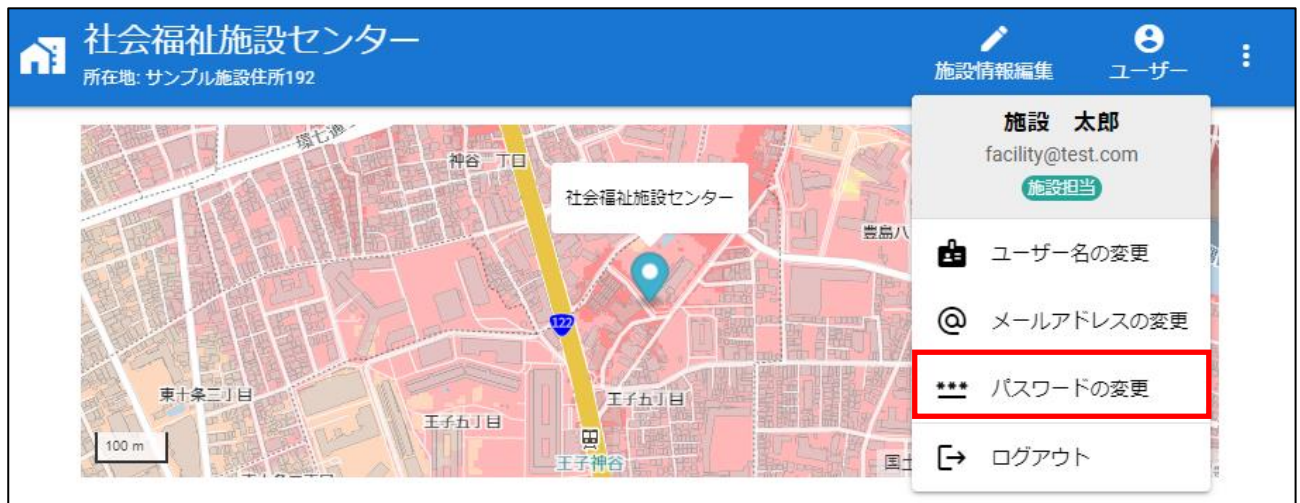 社会福祉施設センター
所在地: サンプル施設住所192
施設情報編集
ユーザー
施設 太郎
facility@test.com
施設担当
ユーザー名の変更
メールアドレスの変更
パスワードの変更
ログアウト
神谷 丁目
社会福祉施設センター
豊島八
122
東十条三丁目
王子五丁目
王子五丁目
100 m
王子神谷
国土